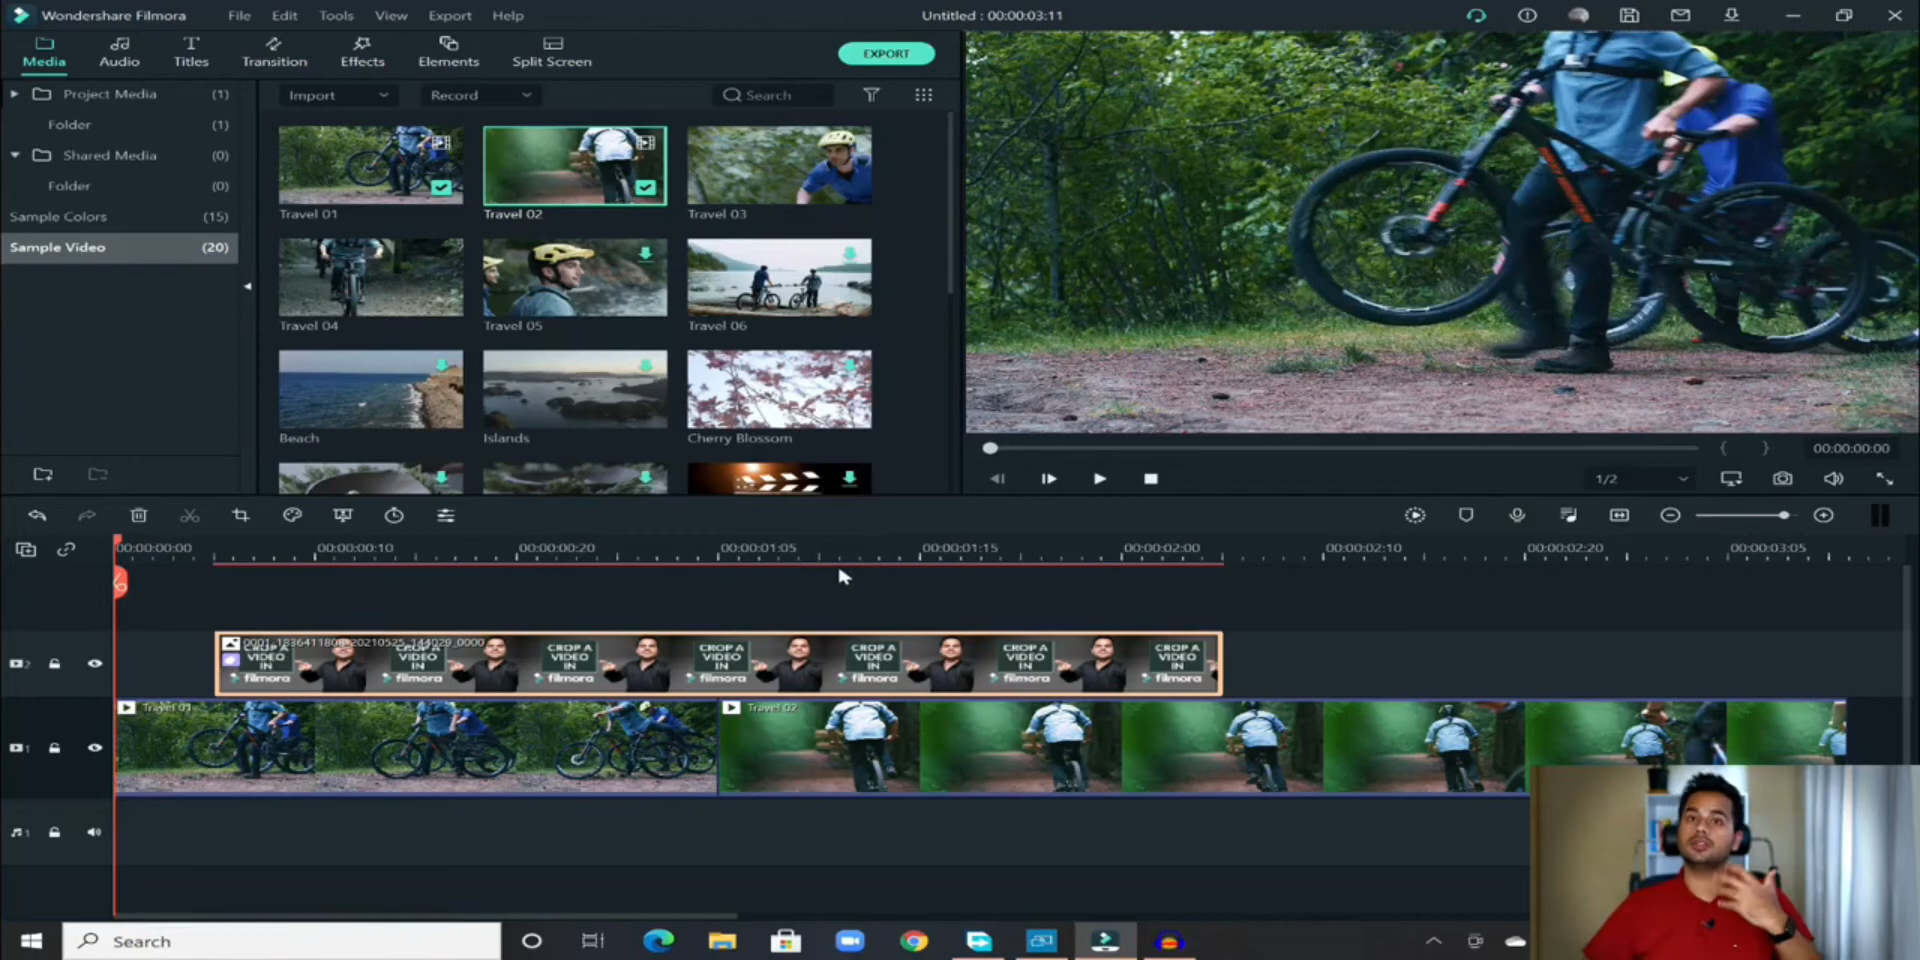 Wondershare Filmora File Edit Tools View Export Help Untitled : 00:00:03:11
Media Audio Titles Transition Effects Elements Split Screen EXPORT
Project Media (1)
Folder (1)
Shared Media (0)
Folder (0)
Sample Colors (15)
Sample Video (20)
Import Record Search
Travel 01 Travel 02 Travel 03
Travel 04 Travel 05 Travel 06
Beach Islands Cherry Blossom
00:00:00:00
1/2
00:00:00:00 00:00:00:10 00:00:00:20 00:00:01:05 00:00:01:15 00:00:02:00 00:00:02:10 00:00:02:20 00:00:03:05
2
CROP A CROP A CROP A CROP A CROP A CROP A CROP A
VIDEO VIDEO VIDEO VIDEO VIDEO VIDEO VIDEO
IN IN IN IN IN IN IN
filmora filmora filmora filmora filmora filmora filmora
Travel 01 Travel 02
1
1
Search